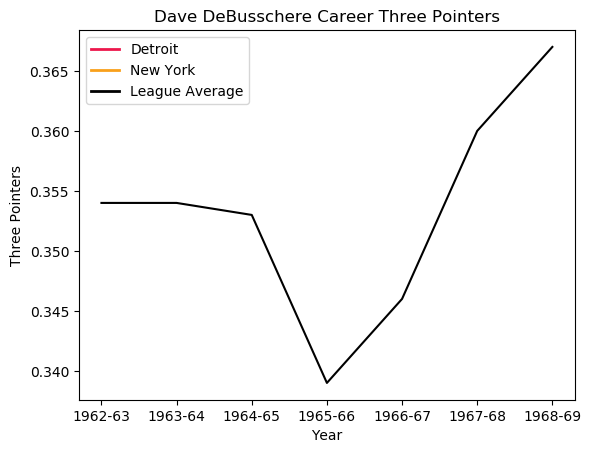 Dave DeBusschere Career Three Pointers
Detroit
New York
League Average
Three Pointers
0.365
0.360
0.355
0.350
0.345
0.340
1962-63 1963-64 1964-65 1965-66 1966-67 1967-68 1968-69
Year